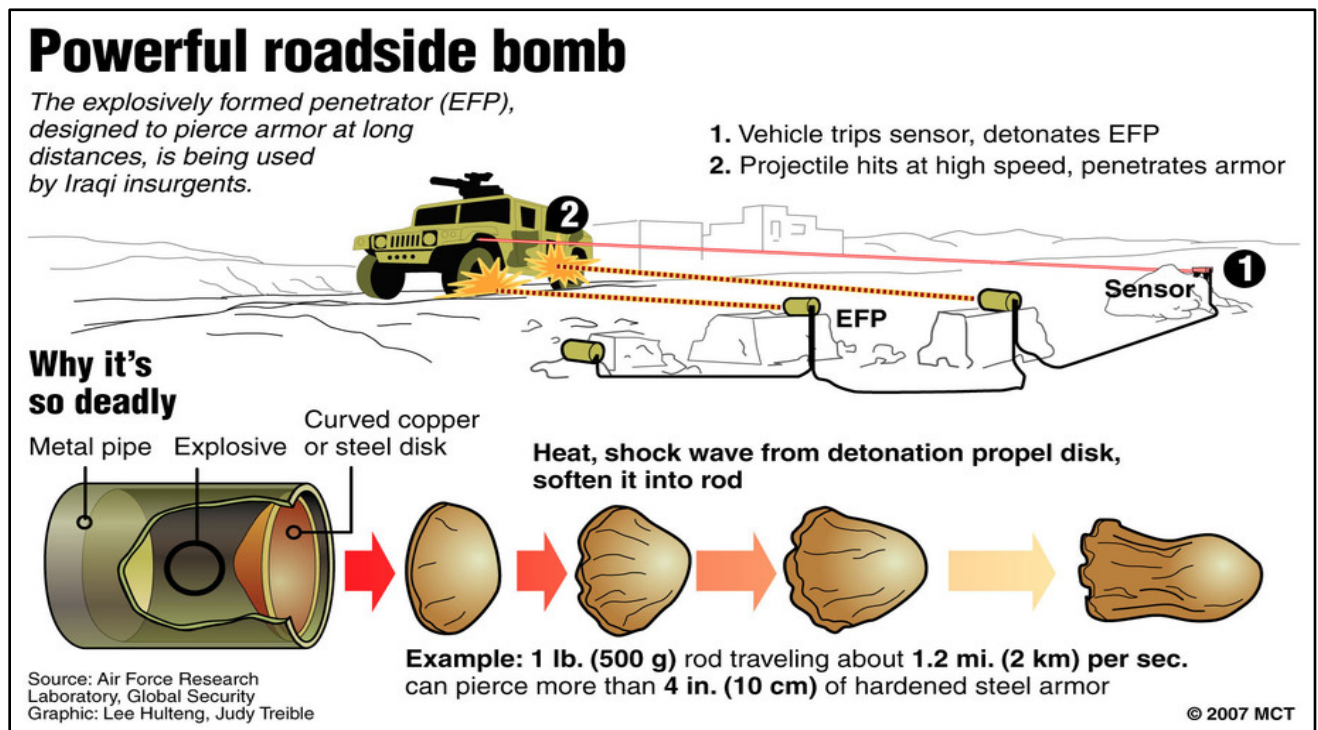 Powerful roadside bomb
The explosively formed penetrator (EFP),
designed to pierce armor at long
distances, is being used
by Iraqi insurgents.
1. Vehicle trips sensor, detonates EFP
2. Projectile hits at high speed, penetrates armor
2
1
Sensor
EFP
Why it’s
so deadly
Metal pipe
Explosive
Curved copper
or steel disk
Heat, shock wave from detonation propel disk,
soften it into rod
Example: 1 lb. (500 g) rod traveling about 1.2 mi. (2 km) per sec.
can pierce more than 4 in. (10 cm) of hardened steel armor
Source: Air Force Research
Laboratory, Global Security
Graphic: Lee Hulteng, Judy Treible
© 2007 MCT